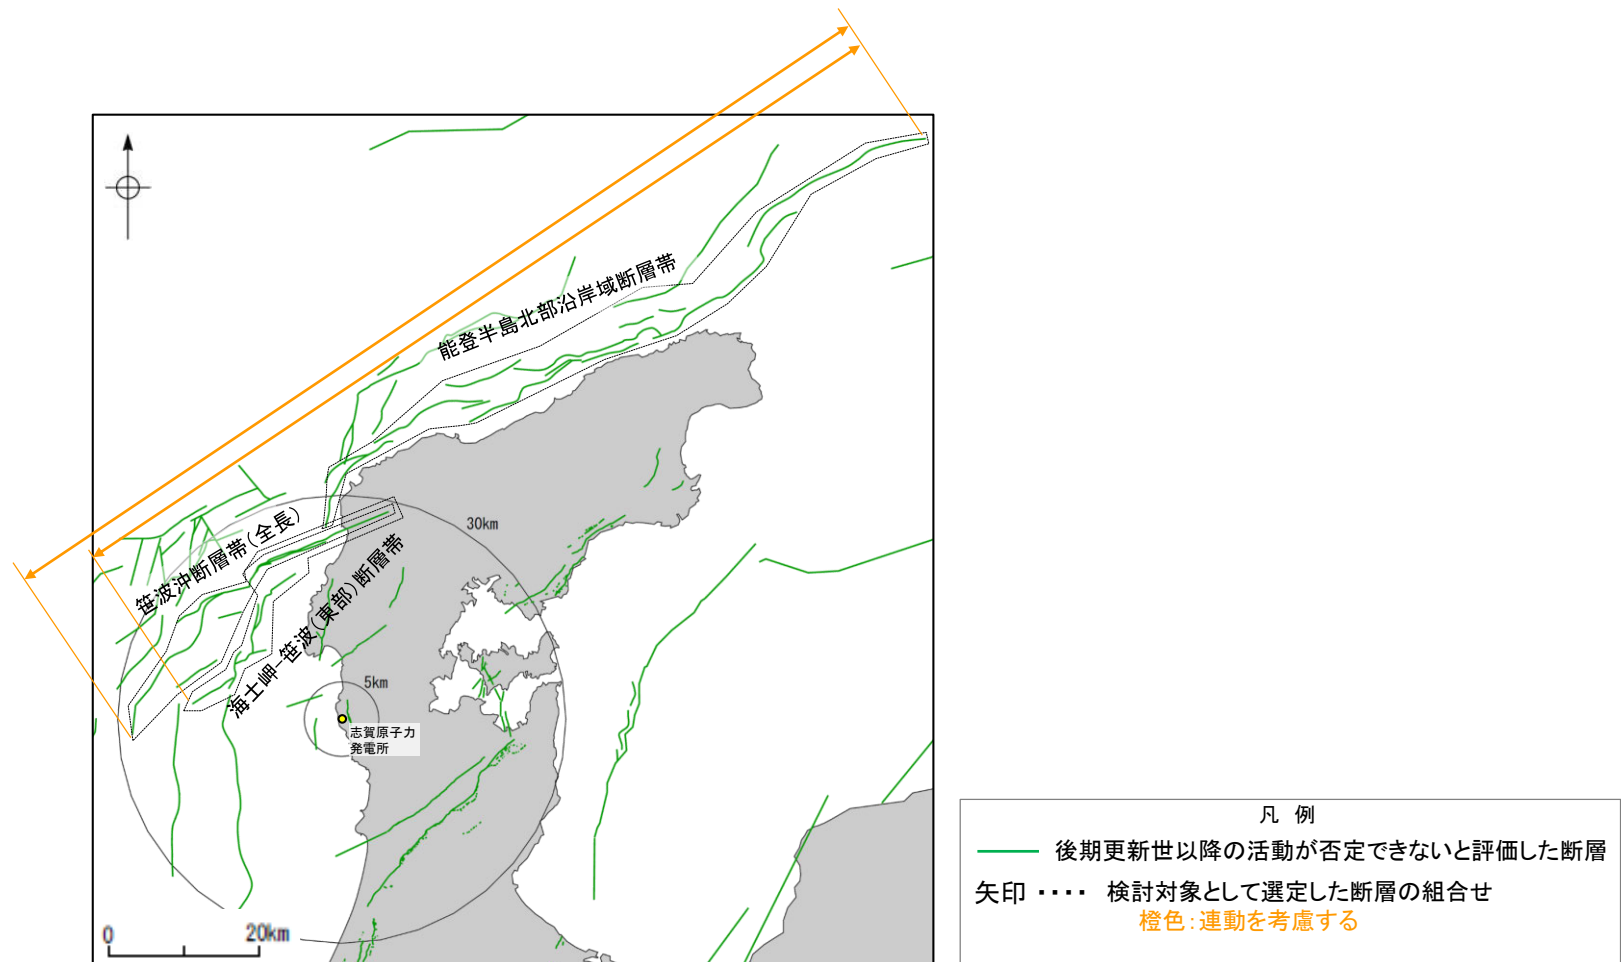 能登半島北部沿岸域断層帯
笹波沖断層帯(全長)
海士岬-笹波(東部)断層帯
30km
5km
志賀原子力
発電所
0
20km
凡 例
後期更新世以降の活動が否定できないと評価した断層
矢印 ････ 検討対象として選定した断層の組合せ
橙色:連動を考慮する